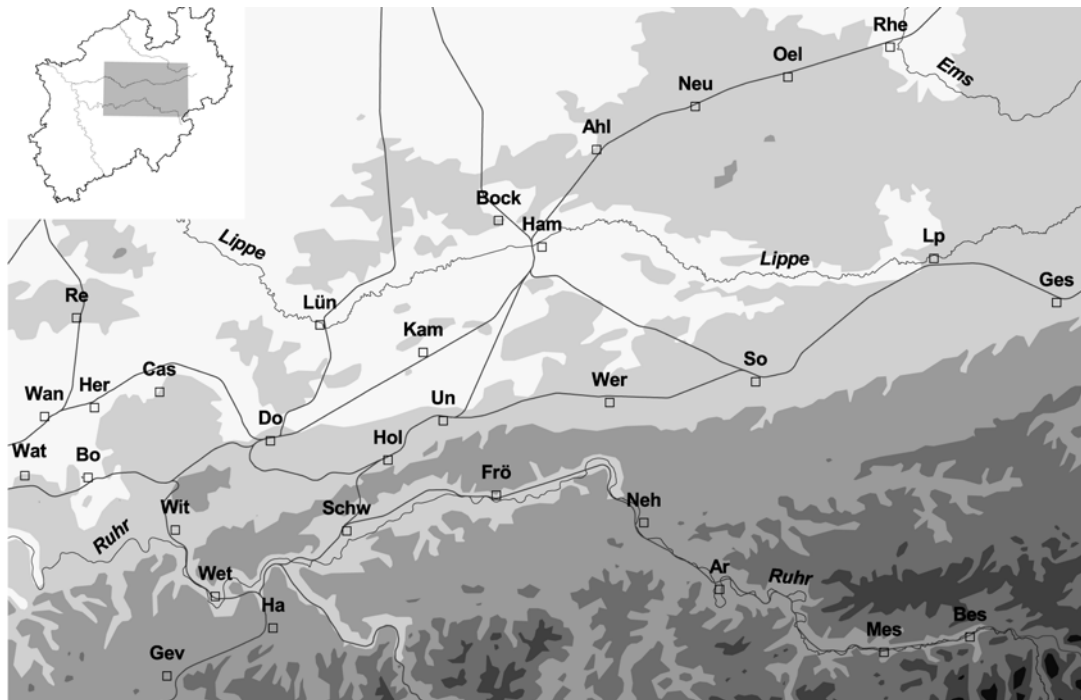 Rhe
Oel
Ems
Neu
Ahl
Bock
Ham
Lippe
Lippe
Lp
Ges
Re
Lün
Kam
So
Cas
Wer
Wan
Her
Un
Do
Hol
Wat
Bo
Frö
Neh
Schw
Wit
Ruhr
Wet
Ar
Ruhr
Ha
Mes
Bes
Gev